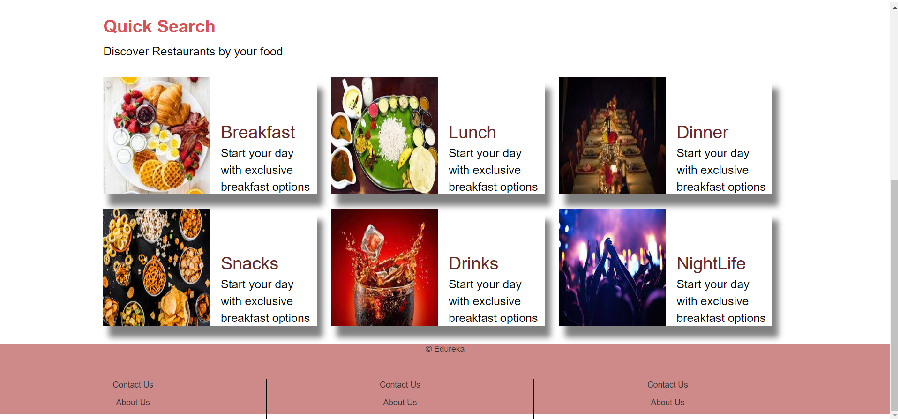 Quick Search
Discover Restaurants by your food
Breakfast
Start your day
with exclusive
breakfast options
Lunch
Start your day
with exclusive
breakfast options
Dinner
Start your day
with exclusive
breakfast options
Snacks
Start your day
with exclusive
breakfast options
Drinks
Start your day
with exclusive
breakfast options
NightLife
Start your day
with exclusive
breakfast options
© Edureka
Contact Us
About Us
Contact Us
About Us
Contact Us
About Us